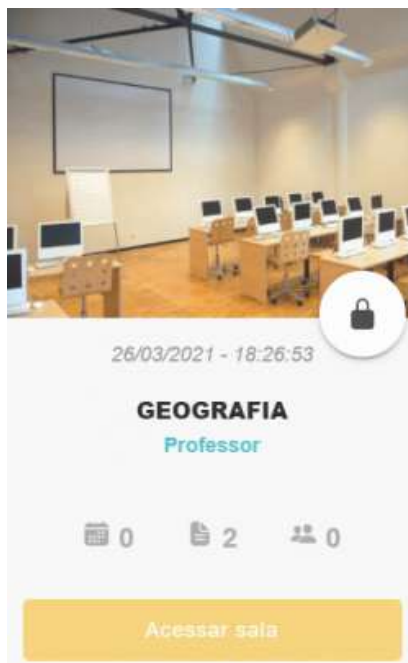 26/03/2021 - 18:26:53
GEOGRAFIA
Professor
0 2 0
Acessar sala